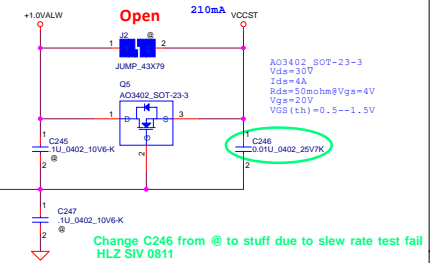 +1.0VALW
Open
210mA
VCCST
J2
@
1
2
JUMP_43X79
Q5
AO3402_SOT-23-3
1
D
S
3
G
2
AO3402 SOT-23-3
Vds=30V
Ids=4A
Rds=50mohm@Vgs=4V
Vgs=20V
VGS(th)=0.5--1.5V
1
C245
.1U_0402_10V6-K
@
2
1
C246
0.01U_0402_25V7K
2
1
C247
.1U_0402_10V6-K
@
2
Change C246 from @ to stuff due to slew rate test fail
HLZ SIV 0811